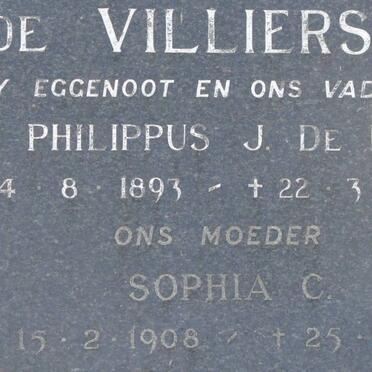 DE VILLIERS
Y EGGENOOT EN ONS VAD
PHILIPPUS J. DE
4 · 8 · 1893 - † 22 · 3
ONS MOEDER
SOPHIA C.
15 · 2 · 1908 - † 25 ·